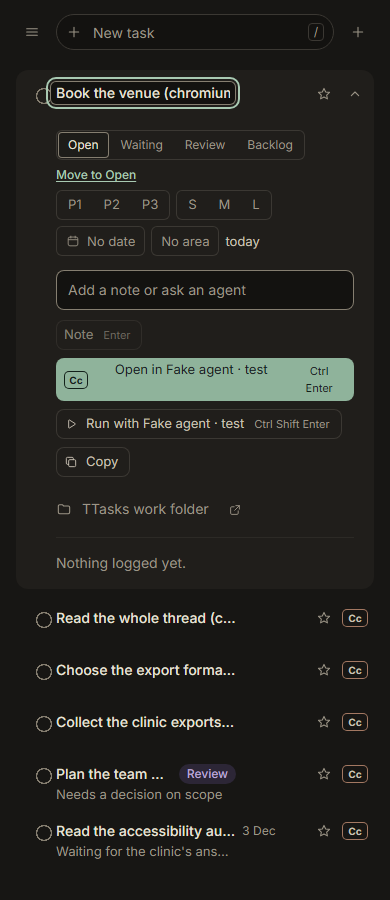 New task /
Book the venue (chromiun
Open Waiting Review Backlog
Move to Open
P1 P2 P3 S M L
No date No area today
Add a note or ask an agent
Note Enter
Cc Open in Fake agent · test Ctrl Enter
Run with Fake agent · test Ctrl Shift Enter
Copy
TTasks work folder
Nothing logged yet.
Read the whole thread (c... Cc
Choose the export forma... Cc
Collect the clinic exports... Cc
Plan the team ... Review Cc
Needs a decision on scope
Read the accessibility au... 3 Dec Cc
Waiting for the clinic's ans...